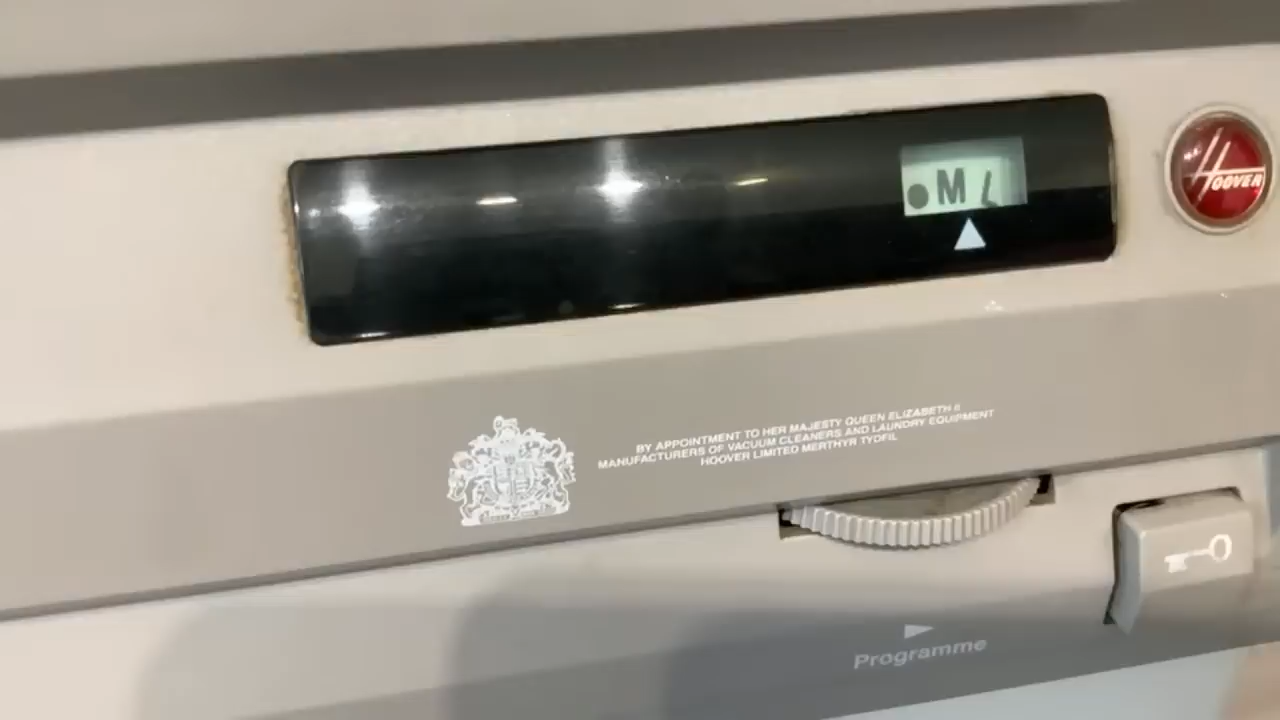 M
HOOVER
BY APPOINTMENT TO HER MAJESTY QUEEN ELIZABETH II
MANUFACTURERS OF VACUUM CLEANERS AND LAUNDRY EQUIPMENT
HOOVER LIMITED MERTHYR TYDFIL
Programme